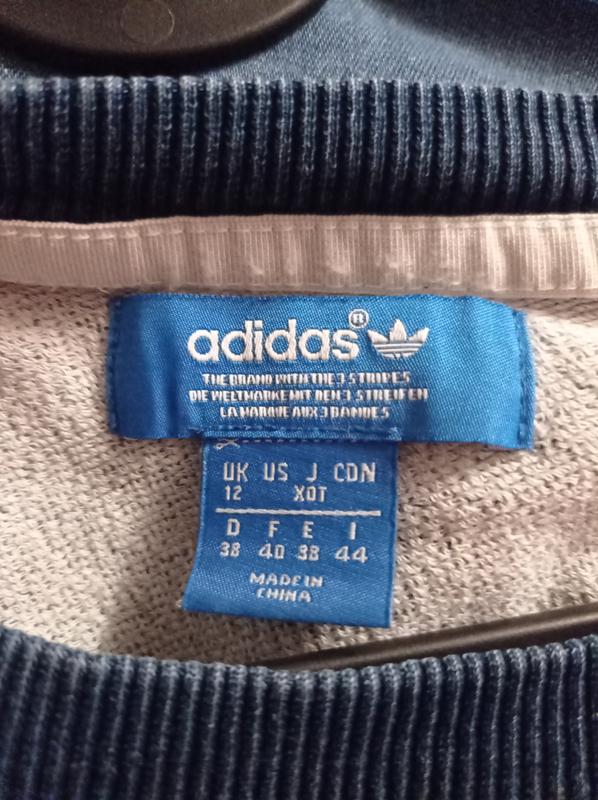 adidas®
THE BRAND WITH THE 3 STRIPES
DIE WELTMARKE MIT DEN 3 STREIFEN
LA MARQUE AUX 3 BANDES
UK US J CDN
12 XOT
D F E I
38 40 38 44
MADE IN
CHINA